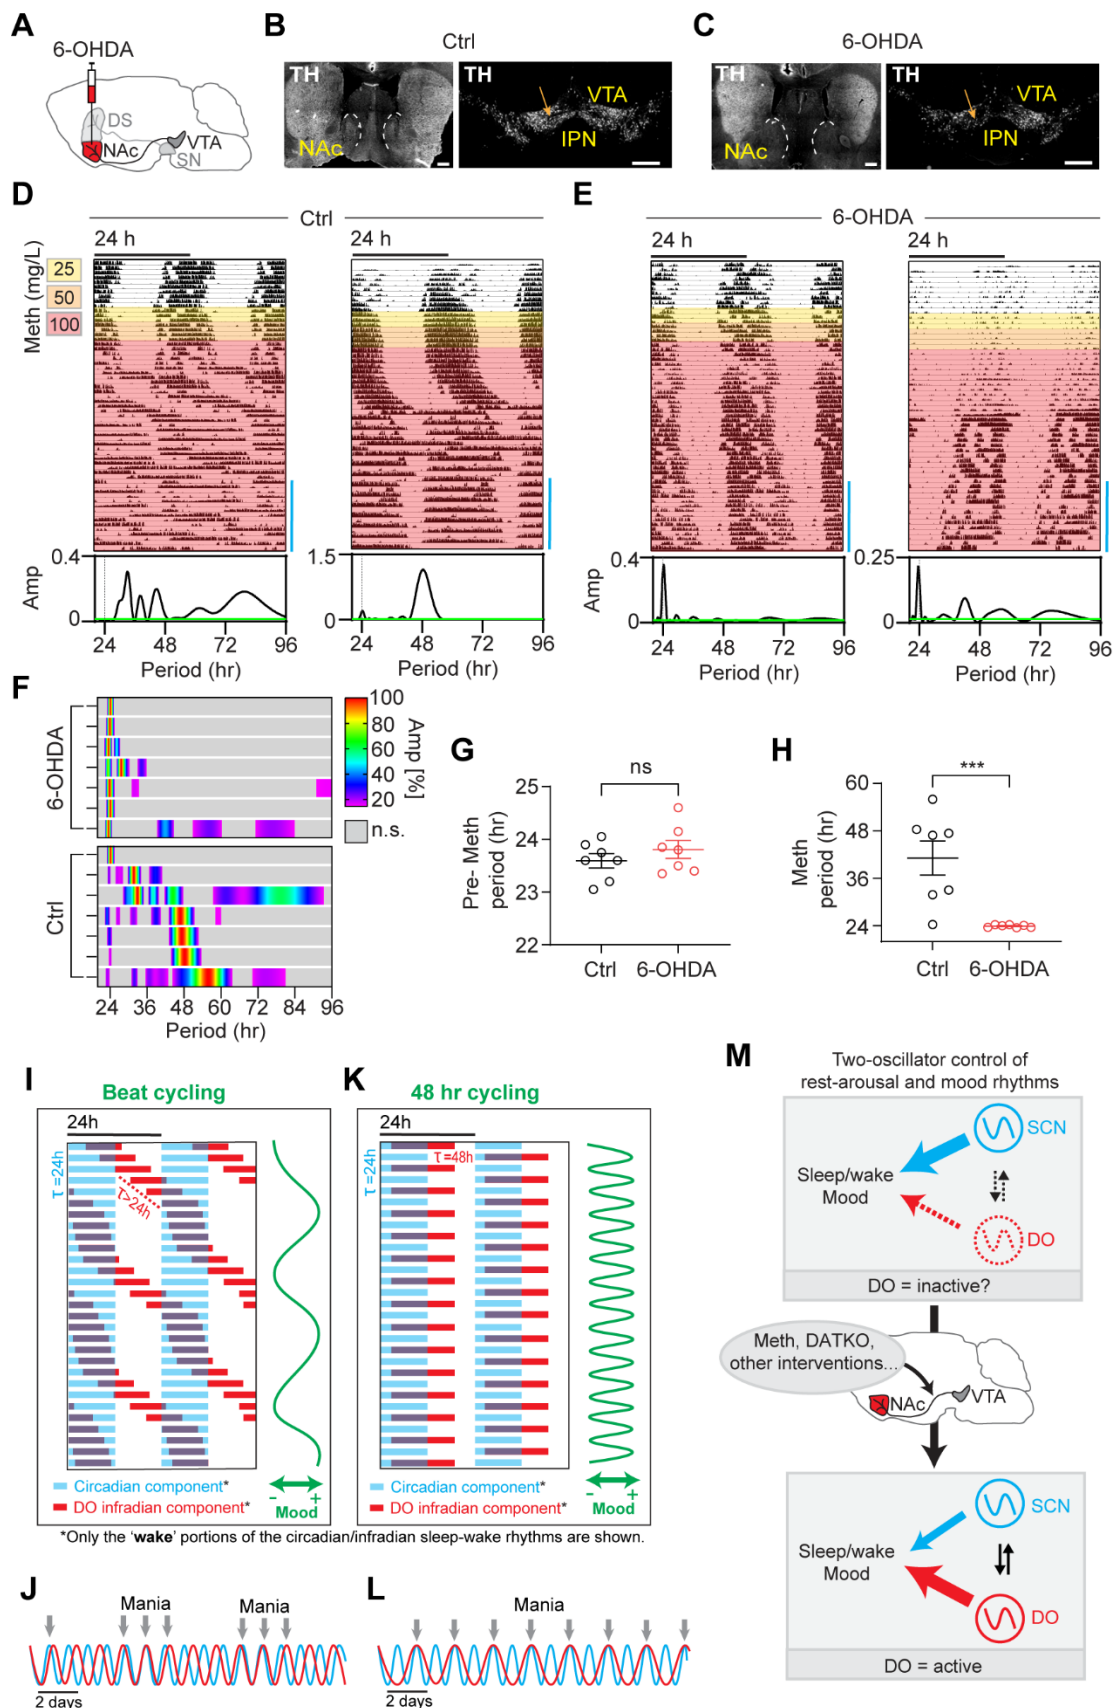 A
6-OHDA
DS
NAc
VTA
SN
B
Ctrl
TH
NAc
TH
VTA
IPN
C
6-OHDA
TH
NAc
TH
VTA
IPN
D
Ctrl
24 h
24 h
Meth (mg/L)
25
50
100
0.4
Amp
0
24 48 72 96
Period (hr)
1.5
0
24 48 72 96
Period (hr)
E
6-OHDA
24 h
24 h
0.4
Amp
0
24 48 72 96
Period (hr)
0.25
0
24 48 72 96
Period (hr)
F
6-OHDA
Ctrl
24 36 48 60 72 84 96
Period (hr)
100
80
60
40
20
Amp [%]
n.s.
G
ns
Pre- Meth
period (hr)
25
24
23
22
Ctrl 6-OHDA
H
***
Meth
period (hr)
60
48
36
24
Ctrl 6-OHDA
I
Beat cycling
24h
τ =24h
τ>24h
Circadian component*
DO infradian component*
- +
Mood
K
48 hr cycling
24h
τ =24h
τ =48h
Circadian component*
DO infradian component*
- +
Mood
*Only the 'wake' portions of the circadian/infradian sleep-wake rhythms are shown.
J
Mania Mania
2 days
L
Mania
2 days
M
Two-oscillator control of
rest-arousal and mood rhythms
SCN
Sleep/wake
Mood
DO
DO = inactive?
Meth, DATKO,
other interventions...
NAc
VTA
SCN
Sleep/wake
Mood
DO
DO = active